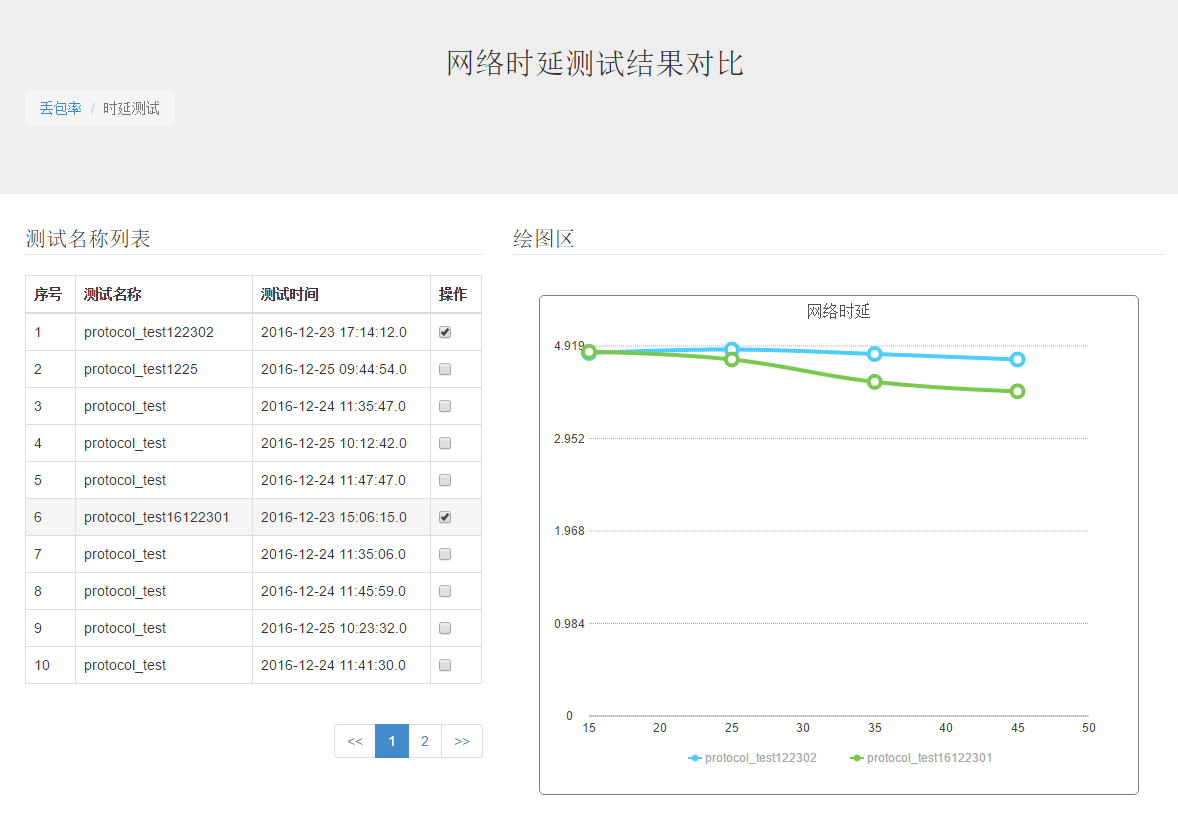 网络时延测试结果对比
丢包率 / 时延测试
测试名称列表
序号 测试名称 测试时间 操作
1 protocol_test122302 2016-12-23 17:14:12.0
2 protocol_test1225 2016-12-25 09:44:54.0
3 protocol_test 2016-12-24 11:35:47.0
4 protocol_test 2016-12-25 10:12:42.0
5 protocol_test 2016-12-24 11:47:47.0
6 protocol_test16122301 2016-12-23 15:06:15.0
7 protocol_test 2016-12-24 11:35:06.0
8 protocol_test 2016-12-24 11:45:59.0
9 protocol_test 2016-12-25 10:23:32.0
10 protocol_test 2016-12-24 11:41:30.0
<< 1 2 >>
绘图区
网络时延
4.919
2.952
1.968
0.984
0
15 20 25 30 35 40 45 50
protocol_test122302 protocol_test16122301